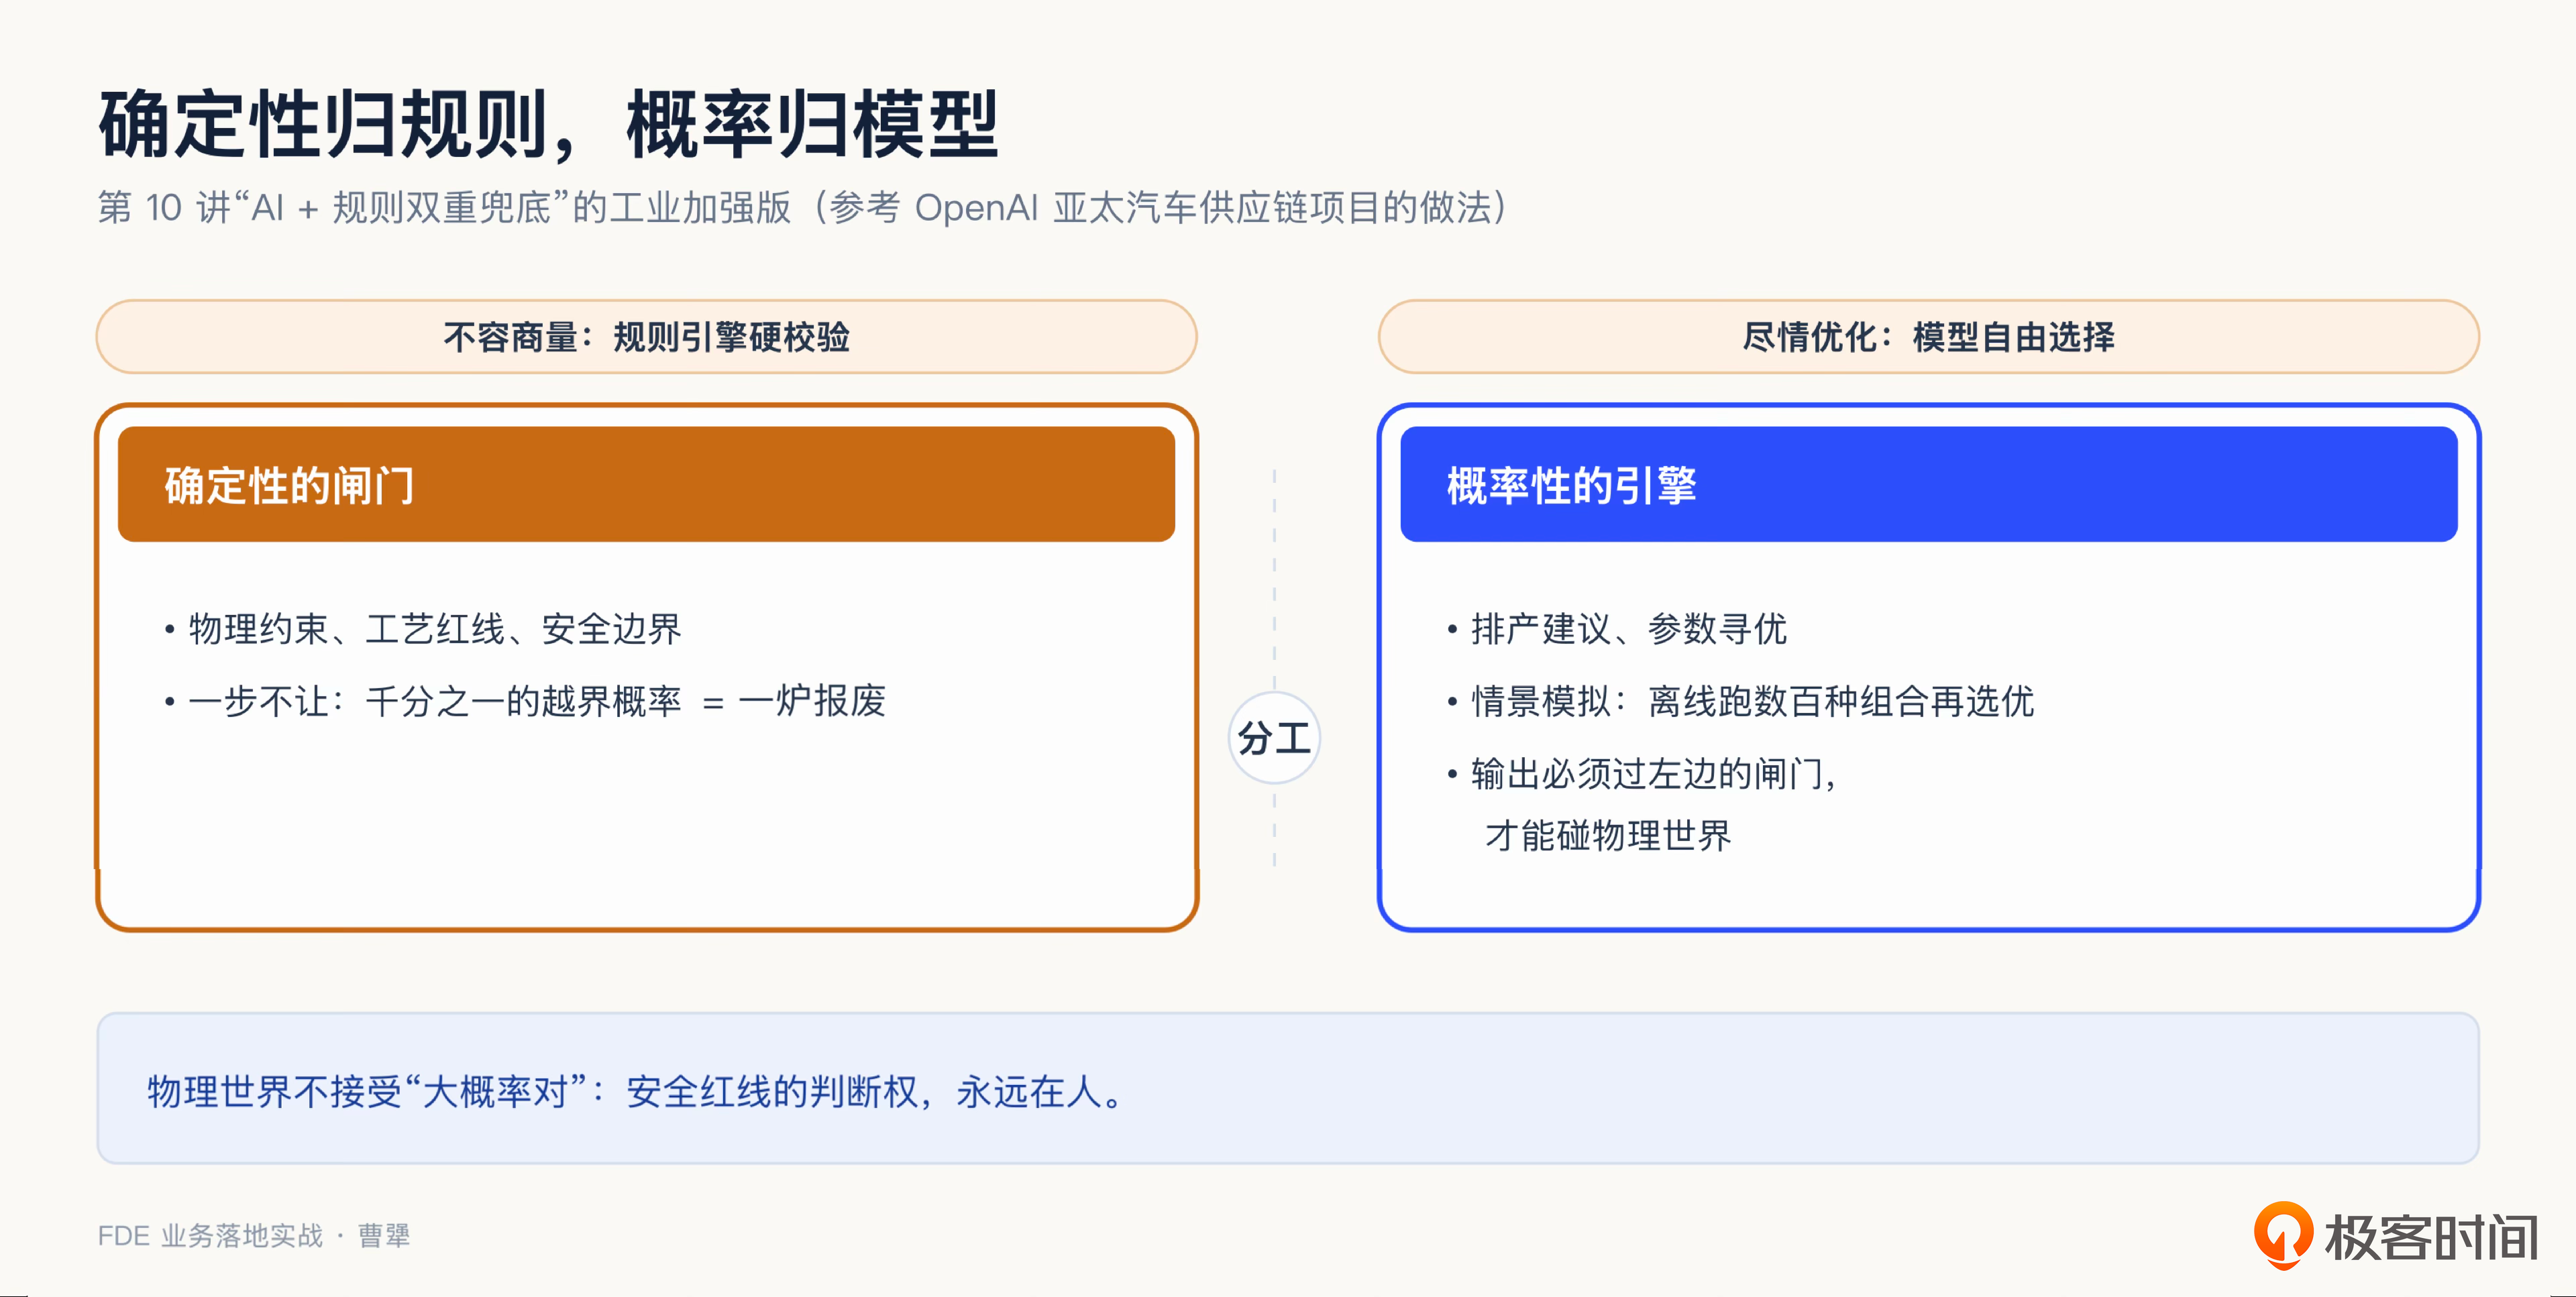 确定性归规则，概率归模型
第 10 讲“AI + 规则双重兜底”的工业加强版（参考 OpenAI 亚太汽车供应链项目的做法）
不容商量：规则引擎硬校验
确定性的闸门
• 物理约束、工艺红线、安全边界
• 一步不让：千分之一的越界概率 = 一炉报废
分工
尽情优化：模型自由选择
概率性的引擎
• 排产建议、参数寻优
• 情景模拟：离线跑数百种组合再选优
• 输出必须过左边的闸门，
才能碰物理世界
物理世界不接受“大概率对”：安全红线的判断权，永远在人。
FDE 业务落地实战 · 曹犟
极客时间